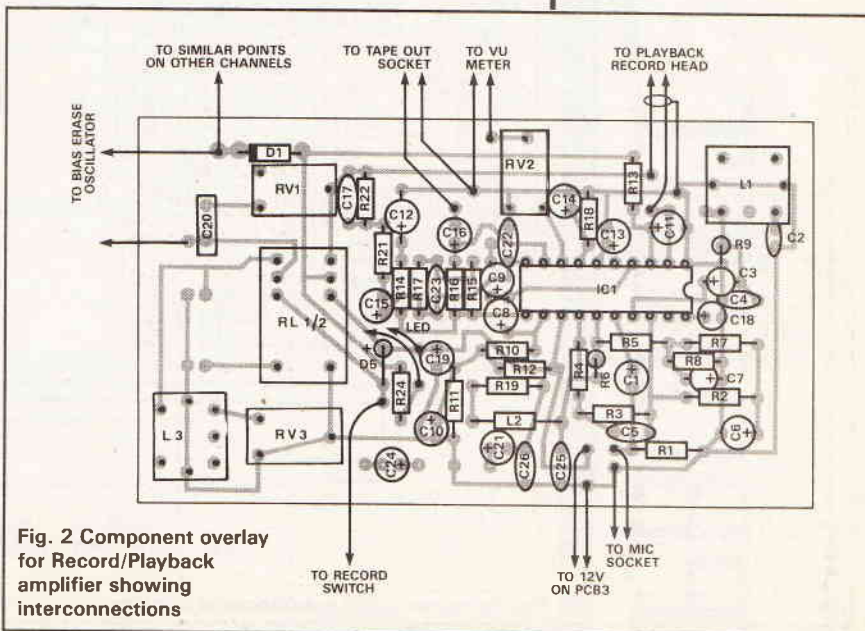 TO SIMILAR POINTS
ON OTHER CHANNELS
TO TAPE OUT
SOCKET
TO VU
METER
TO PLAYBACK
RECORD HEAD
TO BIAS ERASE
OSCILLATOR
D1
RV1
C17
R22
RV2
R13
L1
C20
C12
C16
C14
R18
C13
C11
C2
R21
C22
R9
R14
R17
C23
R16
R15
C9
IC1
C3
C4
C15
C8
C18
RL 1/2
LED
D5
C19
R10
R12
R19
R4
R6
R5
C1
R7
R8
C7
R2
R24
R11
L3
RV3
C10
L2
R3
C5
C6
C24
C21
C26
C25
R1
Fig. 2 Component overlay
for Record/Playback
amplifier showing
interconnections
TO RECORD
SWITCH
TO 12V
ON PCB3
TO MIC
SOCKET